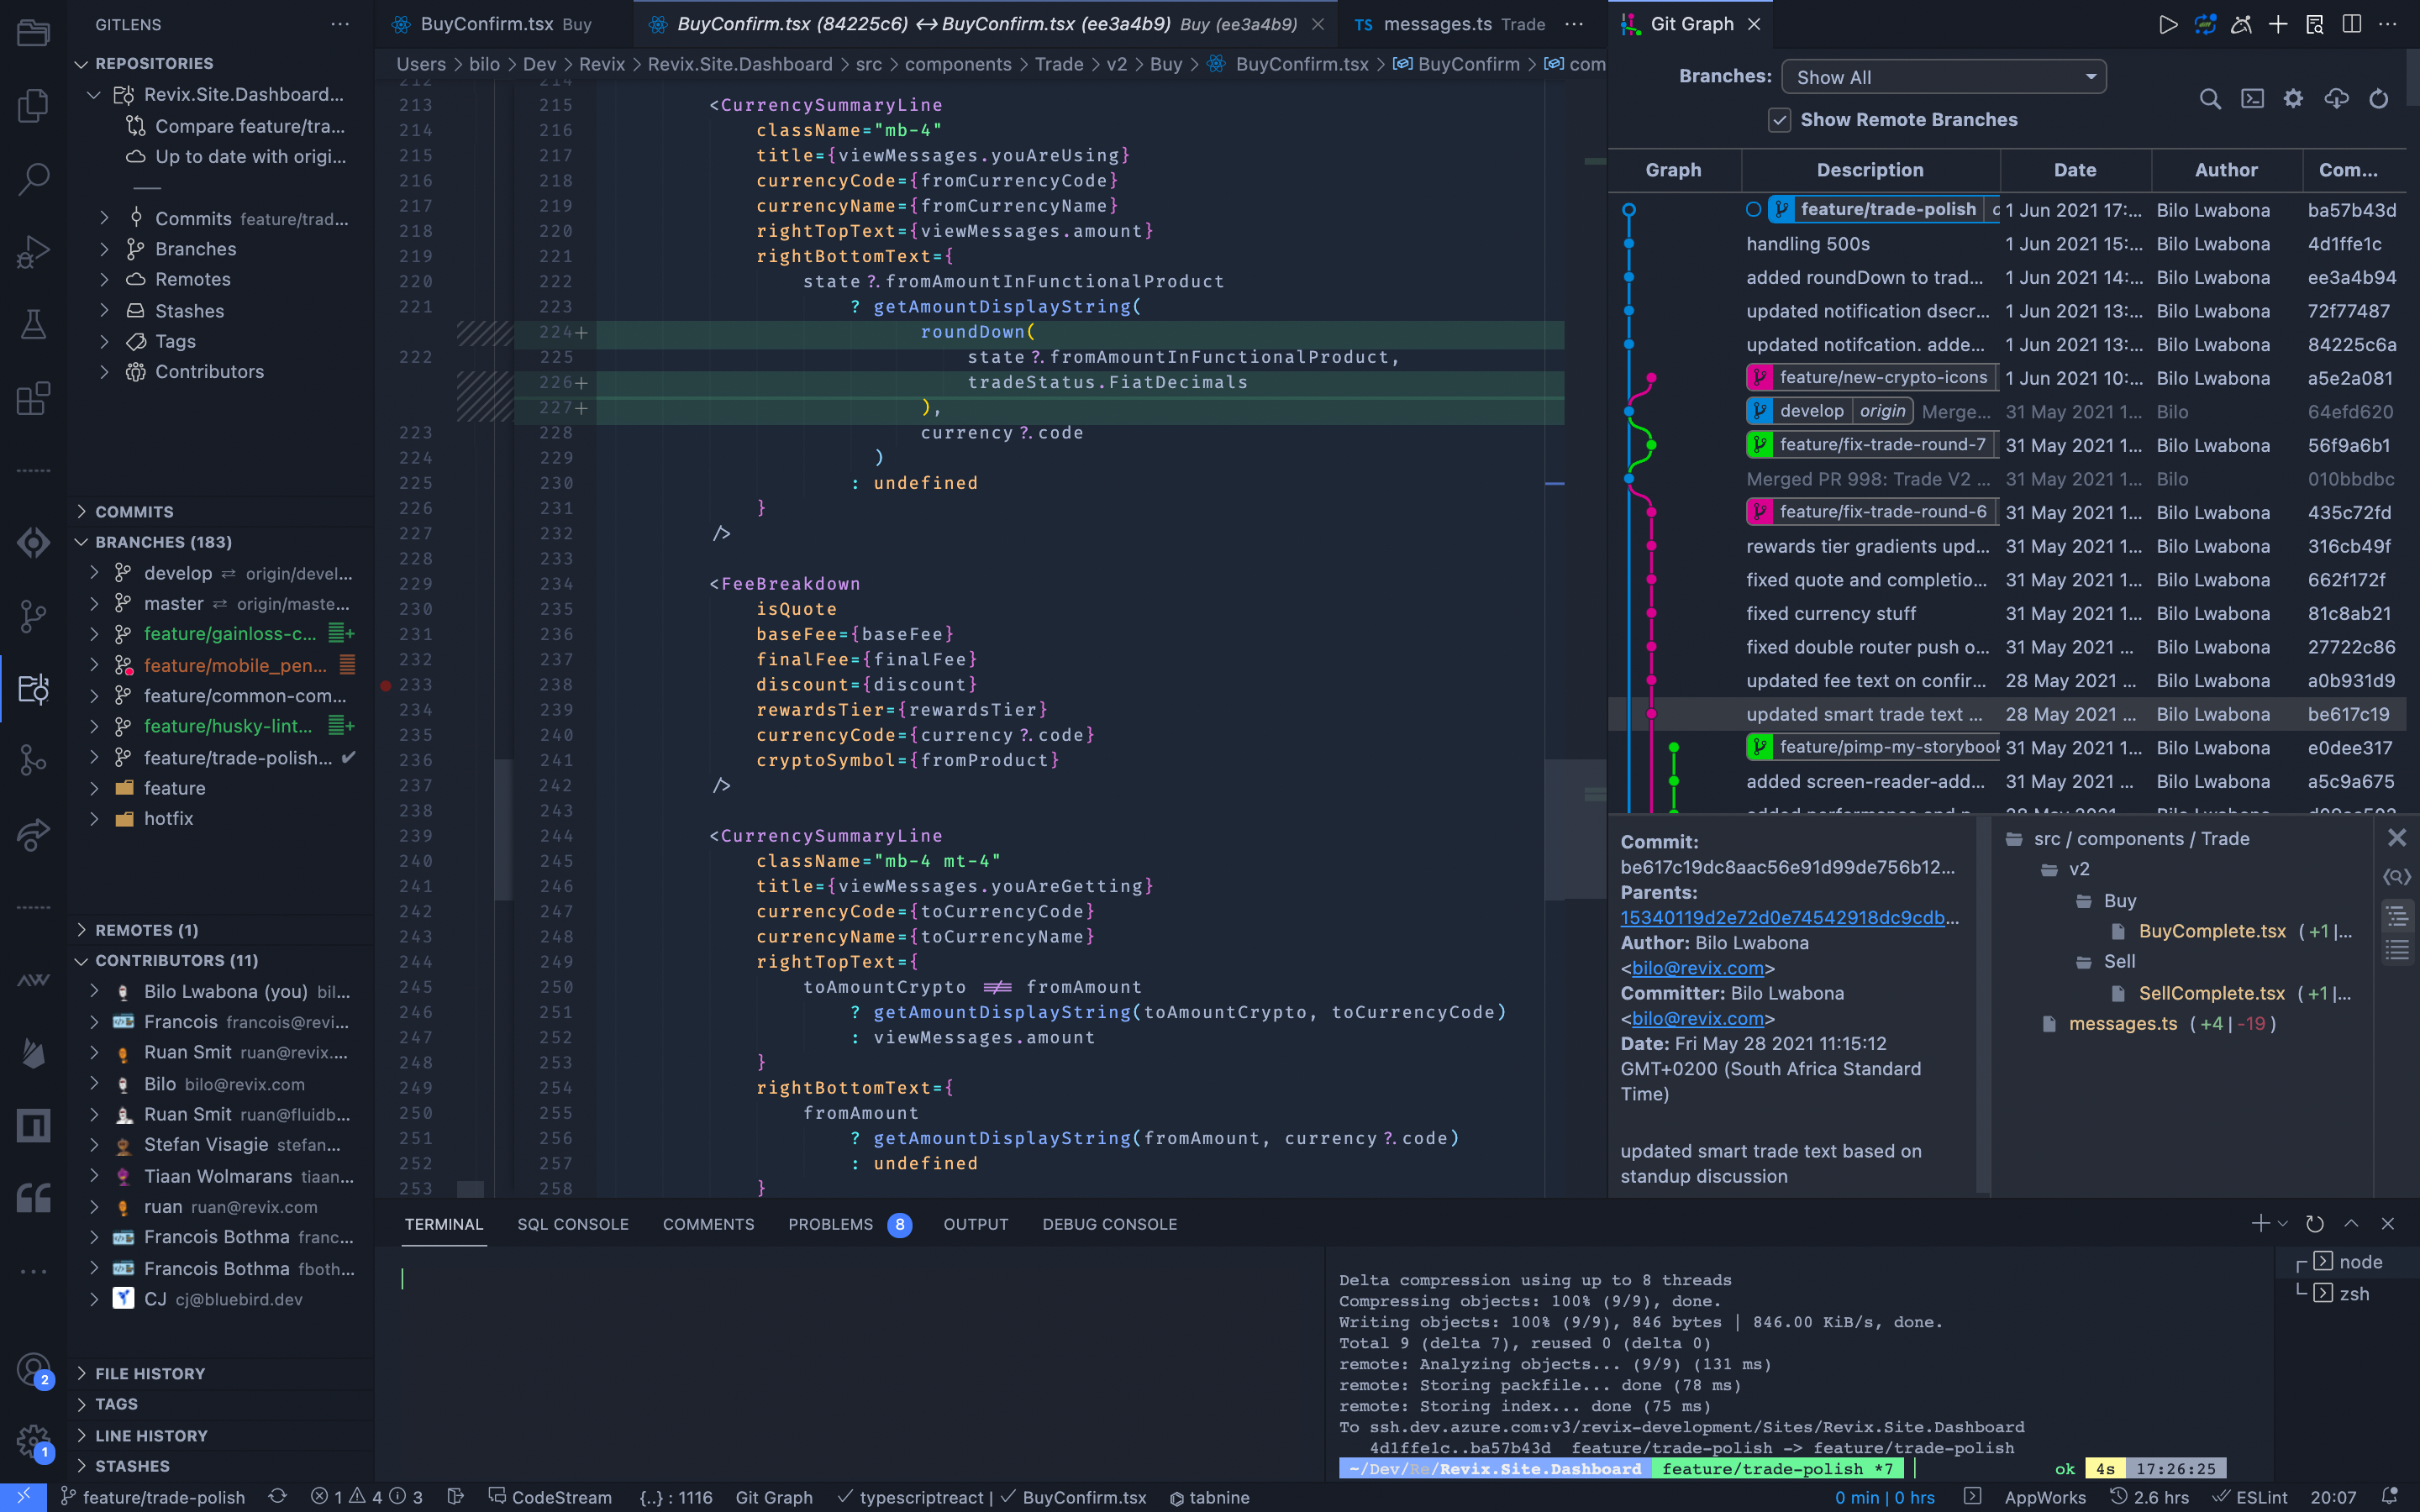 GITLENS
REPOSITORIES
Revix.Site.Dashboard...
Compare feature/tra...
Up to date with origi...
Commits feature/trad...
Branches
Remotes
Stashes
Tags
Contributors
COMMITS
BRANCHES (183)
develop ⇄ origin/devel...
master ⇄ origin/maste...
feature/gainloss-c...
feature/mobile_pen...
feature/common-com...
feature/husky-lint...
feature/trade-polish... ✔
feature
hotfix
REMOTES (1)
CONTRIBUTORS (11)
Bilo Lwabona (you) bil...
Francois francois@revi...
Ruan Smit ruan@revix....
Bilo bilo@revix.com
Ruan Smit ruan@fluidb...
Stefan Visagie stefan...
Tiaan Wolmarans tiaan...
ruan ruan@revix.com
Francois Bothma franc...
Francois Bothma fboth...
CJ cj@bluebird.dev
FILE HISTORY
TAGS
LINE HISTORY
STASHES
2
1
BuyConfirm.tsx Buy
BuyConfirm.tsx (84225c6) ↔ BuyConfirm.tsx (ee3a4b9) Buy (ee3a4b9)
TS messages.ts Trade
Users > bilo > Dev > Revix > Revix.Site.Dashboard > src > components > Trade > v2 > Buy > BuyConfirm.tsx > BuyConfirm > com
212 214
213 215 <CurrencySummaryLine
214 216 className="mb-4"
215 217 title={viewMessages.youAreUsing}
216 218 currencyCode={fromCurrencyCode}
217 219 currencyName={fromCurrencyName}
218 220 rightTopText={viewMessages.amount}
219 221 rightBottomText={
220 222 state?.fromAmountInFunctionalProduct
221 223 ? getAmountDisplayString(
224+ roundDown(
222 225 state?.fromAmountInFunctionalProduct,
226+ tradeStatus.FiatDecimals
227+ ),
223 228 currency?.code
224 229 )
225 230 : undefined
226 231 }
227 232 />
228 233
229 234 <FeeBreakdown
230 235 isQuote
231 236 baseFee={baseFee}
232 237 finalFee={finalFee}
233 238 discount={discount}
234 239 rewardsTier={rewardsTier}
235 240 currencyCode={currency?.code}
236 241 cryptoSymbol={fromProduct}
237 242 />
238 243
239 244 <CurrencySummaryLine
240 245 className="mb-4 mt-4"
241 246 title={viewMessages.youAreGetting}
242 247 currencyCode={toCurrencyCode}
243 248 currencyName={toCurrencyName}
244 249 rightTopText={
245 250 toAmountCrypto !== fromAmount
246 251 ? getAmountDisplayString(toAmountCrypto, toCurrencyCode)
247 252 : viewMessages.amount
248 253 }
249 254 rightBottomText={
250 255 fromAmount
251 256 ? getAmountDisplayString(fromAmount, currency?.code)
252 257 : undefined
253 258 }
Git Graph
Branches: Show All
Show Remote Branches
Graph Description Date Author Com...
feature/trade-polish 1 Jun 2021 17:... Bilo Lwabona ba57b43d
handling 500s 1 Jun 2021 15:... Bilo Lwabona 4d1ffe1c
added roundDown to trad... 1 Jun 2021 14:... Bilo Lwabona ee3a4b94
updated notification dsecr... 1 Jun 2021 13:... Bilo Lwabona 72f77487
updated notifcation. adde... 1 Jun 2021 13:... Bilo Lwabona 84225c6a
feature/new-crypto-icons 1 Jun 2021 10:... Bilo Lwabona a5e2a081
develop origin Merge... 31 May 2021 1... Bilo 64efd620
feature/fix-trade-round-7 31 May 2021 1... Bilo Lwabona 56f9a6b1
Merged PR 998: Trade V2 ... 31 May 2021 1... Bilo 010bbdbc
feature/fix-trade-round-6 31 May 2021 1... Bilo Lwabona 435c72fd
rewards tier gradients upd... 31 May 2021 1... Bilo Lwabona 316cb49f
fixed quote and completio... 31 May 2021 1... Bilo Lwabona 662f172f
fixed currency stuff 31 May 2021 1... Bilo Lwabona 81c8ab21
fixed double router push o... 31 May 2021 ... Bilo Lwabona 27722c86
updated fee text on confir... 28 May 2021 ... Bilo Lwabona a0b931d9
updated smart trade text ... 28 May 2021 ... Bilo Lwabona be617c19
feature/pimp-my-storybook 31 May 2021 1... Bilo Lwabona e0dee317
added screen-reader-add... 31 May 2021 1... Bilo Lwabona a5c9a675
Commit:
be617c19dc8aac56e91d99de756b12...
Parents:
15340119d2e72d0e74542918dc9cdb...
Author: Bilo Lwabona
<bilo@revix.com>
Committer: Bilo Lwabona
<bilo@revix.com>
Date: Fri May 28 2021 11:15:12
GMT+0200 (South Africa Standard
Time)
updated smart trade text based on
standup discussion
src / components / Trade
v2
Buy
BuyComplete.tsx (+1|...
Sell
SellComplete.tsx (+1|...
messages.ts (+4|-19)
TERMINAL SQL CONSOLE COMMENTS PROBLEMS 8 OUTPUT DEBUG CONSOLE
Delta compression using up to 8 threads
Compressing objects: 100% (9/9), done.
Writing objects: 100% (9/9), 846 bytes | 846.00 KiB/s, done.
Total 9 (delta 7), reused 0 (delta 0)
remote: Analyzing objects... (9/9) (131 ms)
remote: Storing packfile... done (78 ms)
remote: Storing index... done (75 ms)
To ssh.dev.azure.com:v3/revix-development/Sites/Revix.Site.Dashboard
4d1ffe1c..ba57b43d feature/trade-polish -> feature/trade-polish
~/Dev/Re/Revix.Site.Dashboard feature/trade-polish *7 ok 4s 17:26:25
node
zsh
feature/trade-polish 1 4 3 CodeStream {..} : 1116 Git Graph ✓ typescriptreact | ✓ BuyConfirm.tsx tabnine 0 min | 0 hrs AppWorks 2.6 hrs ESLint 20:07